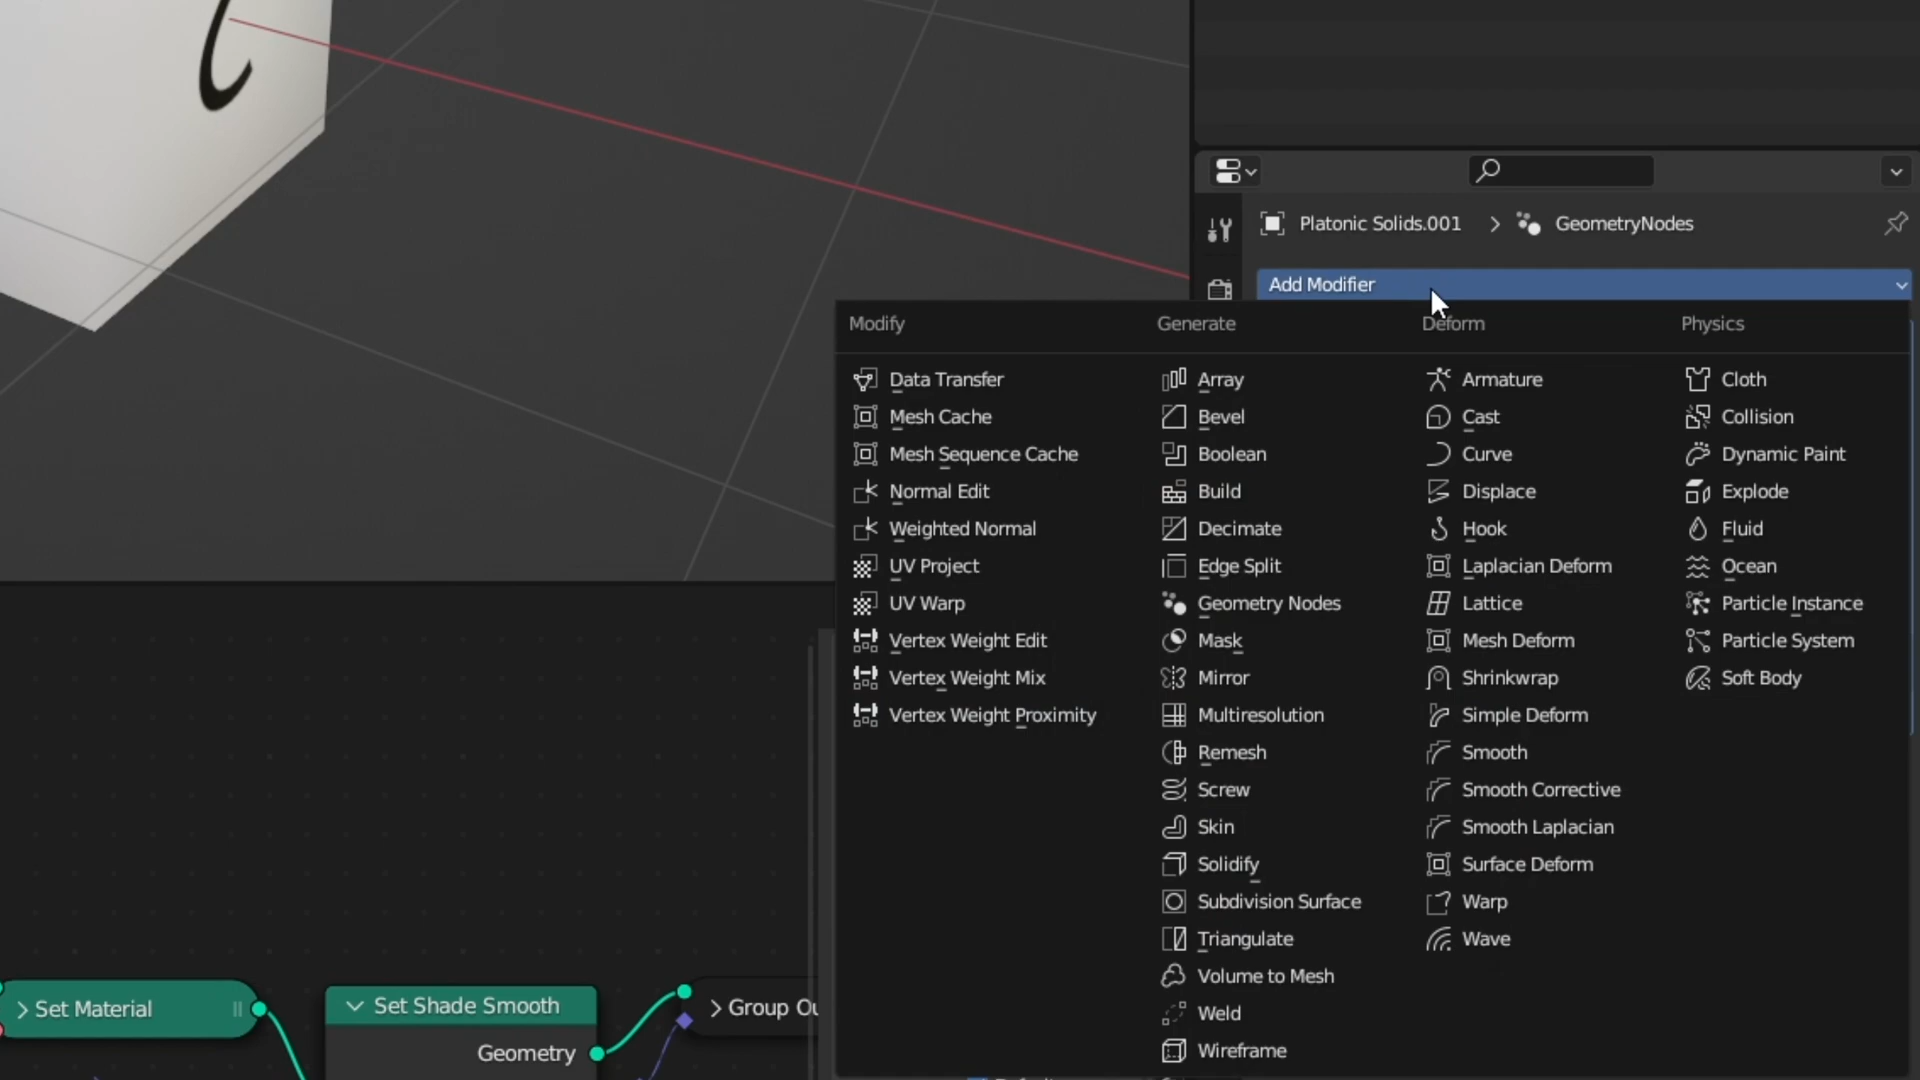 Platonic Solids.001 > GeometryNodes
Add Modifier
Modify
Data Transfer
Mesh Cache
Mesh Sequence Cache
Normal Edit
Weighted Normal
UV Project
UV Warp
Vertex Weight Edit
Vertex Weight Mix
Vertex Weight Proximity
Generate
Array
Bevel
Boolean
Build
Decimate
Edge Split
Geometry Nodes
Mask
Mirror
Multiresolution
Remesh
Screw
Skin
Solidify
Subdivision Surface
Triangulate
Volume to Mesh
Weld
Wireframe
Deform
Armature
Cast
Curve
Displace
Hook
Laplacian Deform
Lattice
Mesh Deform
Shrinkwrap
Simple Deform
Smooth
Smooth Corrective
Smooth Laplacian
Surface Deform
Warp
Wave
Physics
Cloth
Collision
Dynamic Paint
Explode
Fluid
Ocean
Particle Instance
Particle System
Soft Body
Set Material
Set Shade Smooth
Geometry
Group Ou